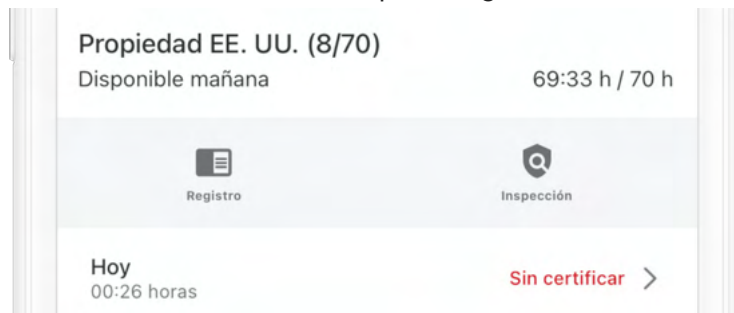 Propiedad EE. UU. (8/70)
Disponible mañana 69:33 h / 70 h
Registro Inspección
Hoy
Sin certificar
00:26 horas